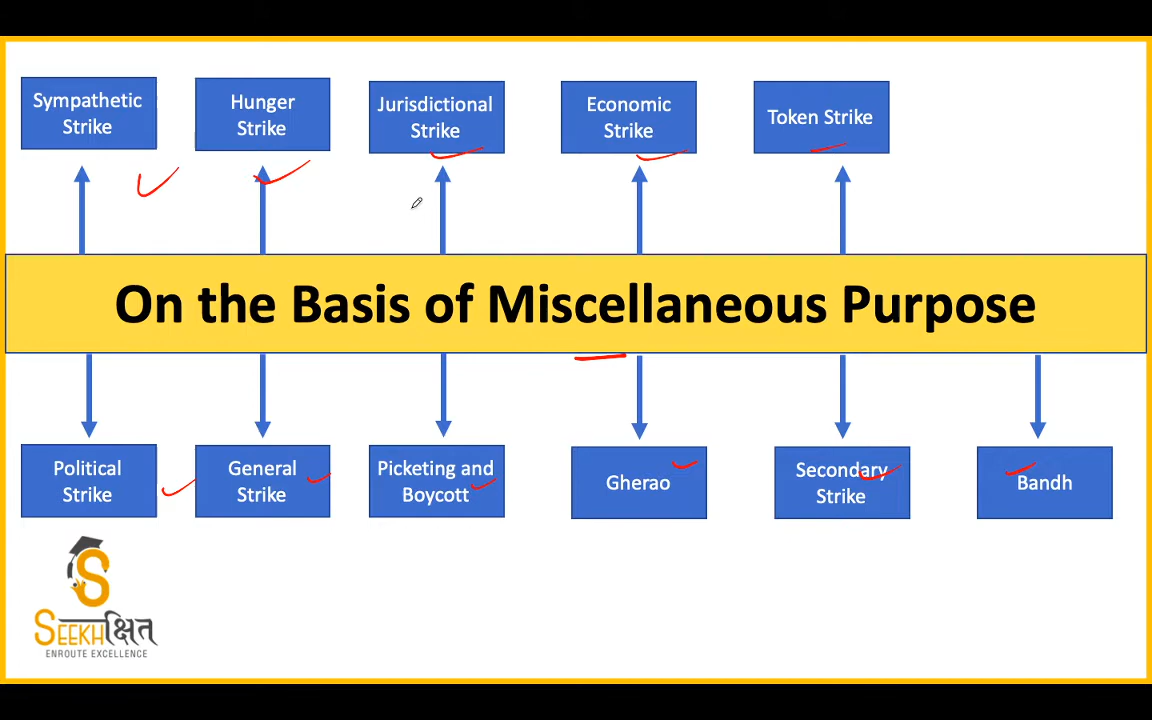 Sympathetic
Strike
Hunger
Strike
Jurisdictional
Strike
Economic
Strike
Token Strike
On the Basis of Miscellaneous Purpose
Political
Strike
General
Strike
Picketing and
Boycott
Gherao
Secondary
Strike
Bandh
SEEKHक्षित
ENROUTE EXCELLENCE